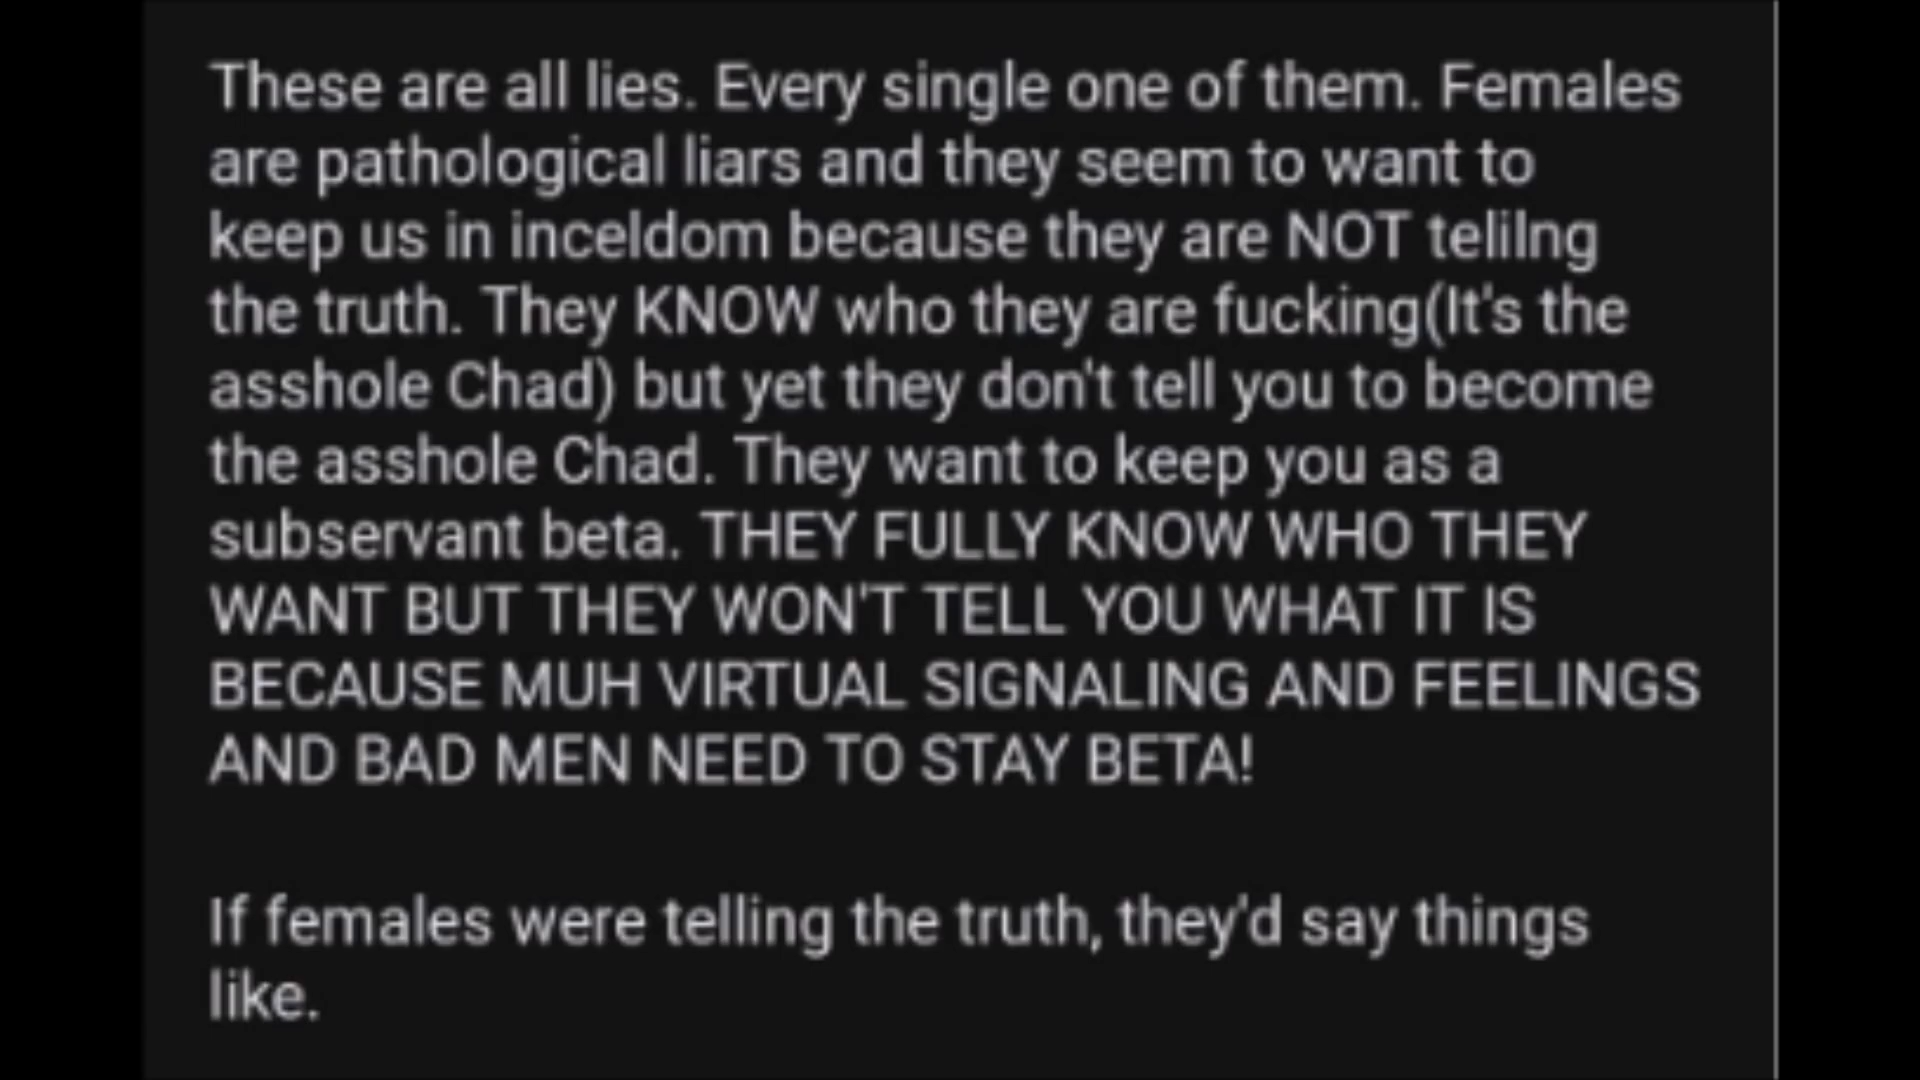 These are all lies. Every single one of them. Females
are pathological liars and they seem to want to
keep us in inceldom because they are NOT telilng
the truth. They KNOW who they are fucking(It's the
asshole Chad) but yet they don't tell you to become
the asshole Chad. They want to keep you as a
subservant beta. THEY FULLY KNOW WHO THEY
WANT BUT THEY WON'T TELL YOU WHAT IT IS
BECAUSE MUH VIRTUAL SIGNALING AND FEELINGS
AND BAD MEN NEED TO STAY BETA!
If females were telling the truth, they'd say things
like.